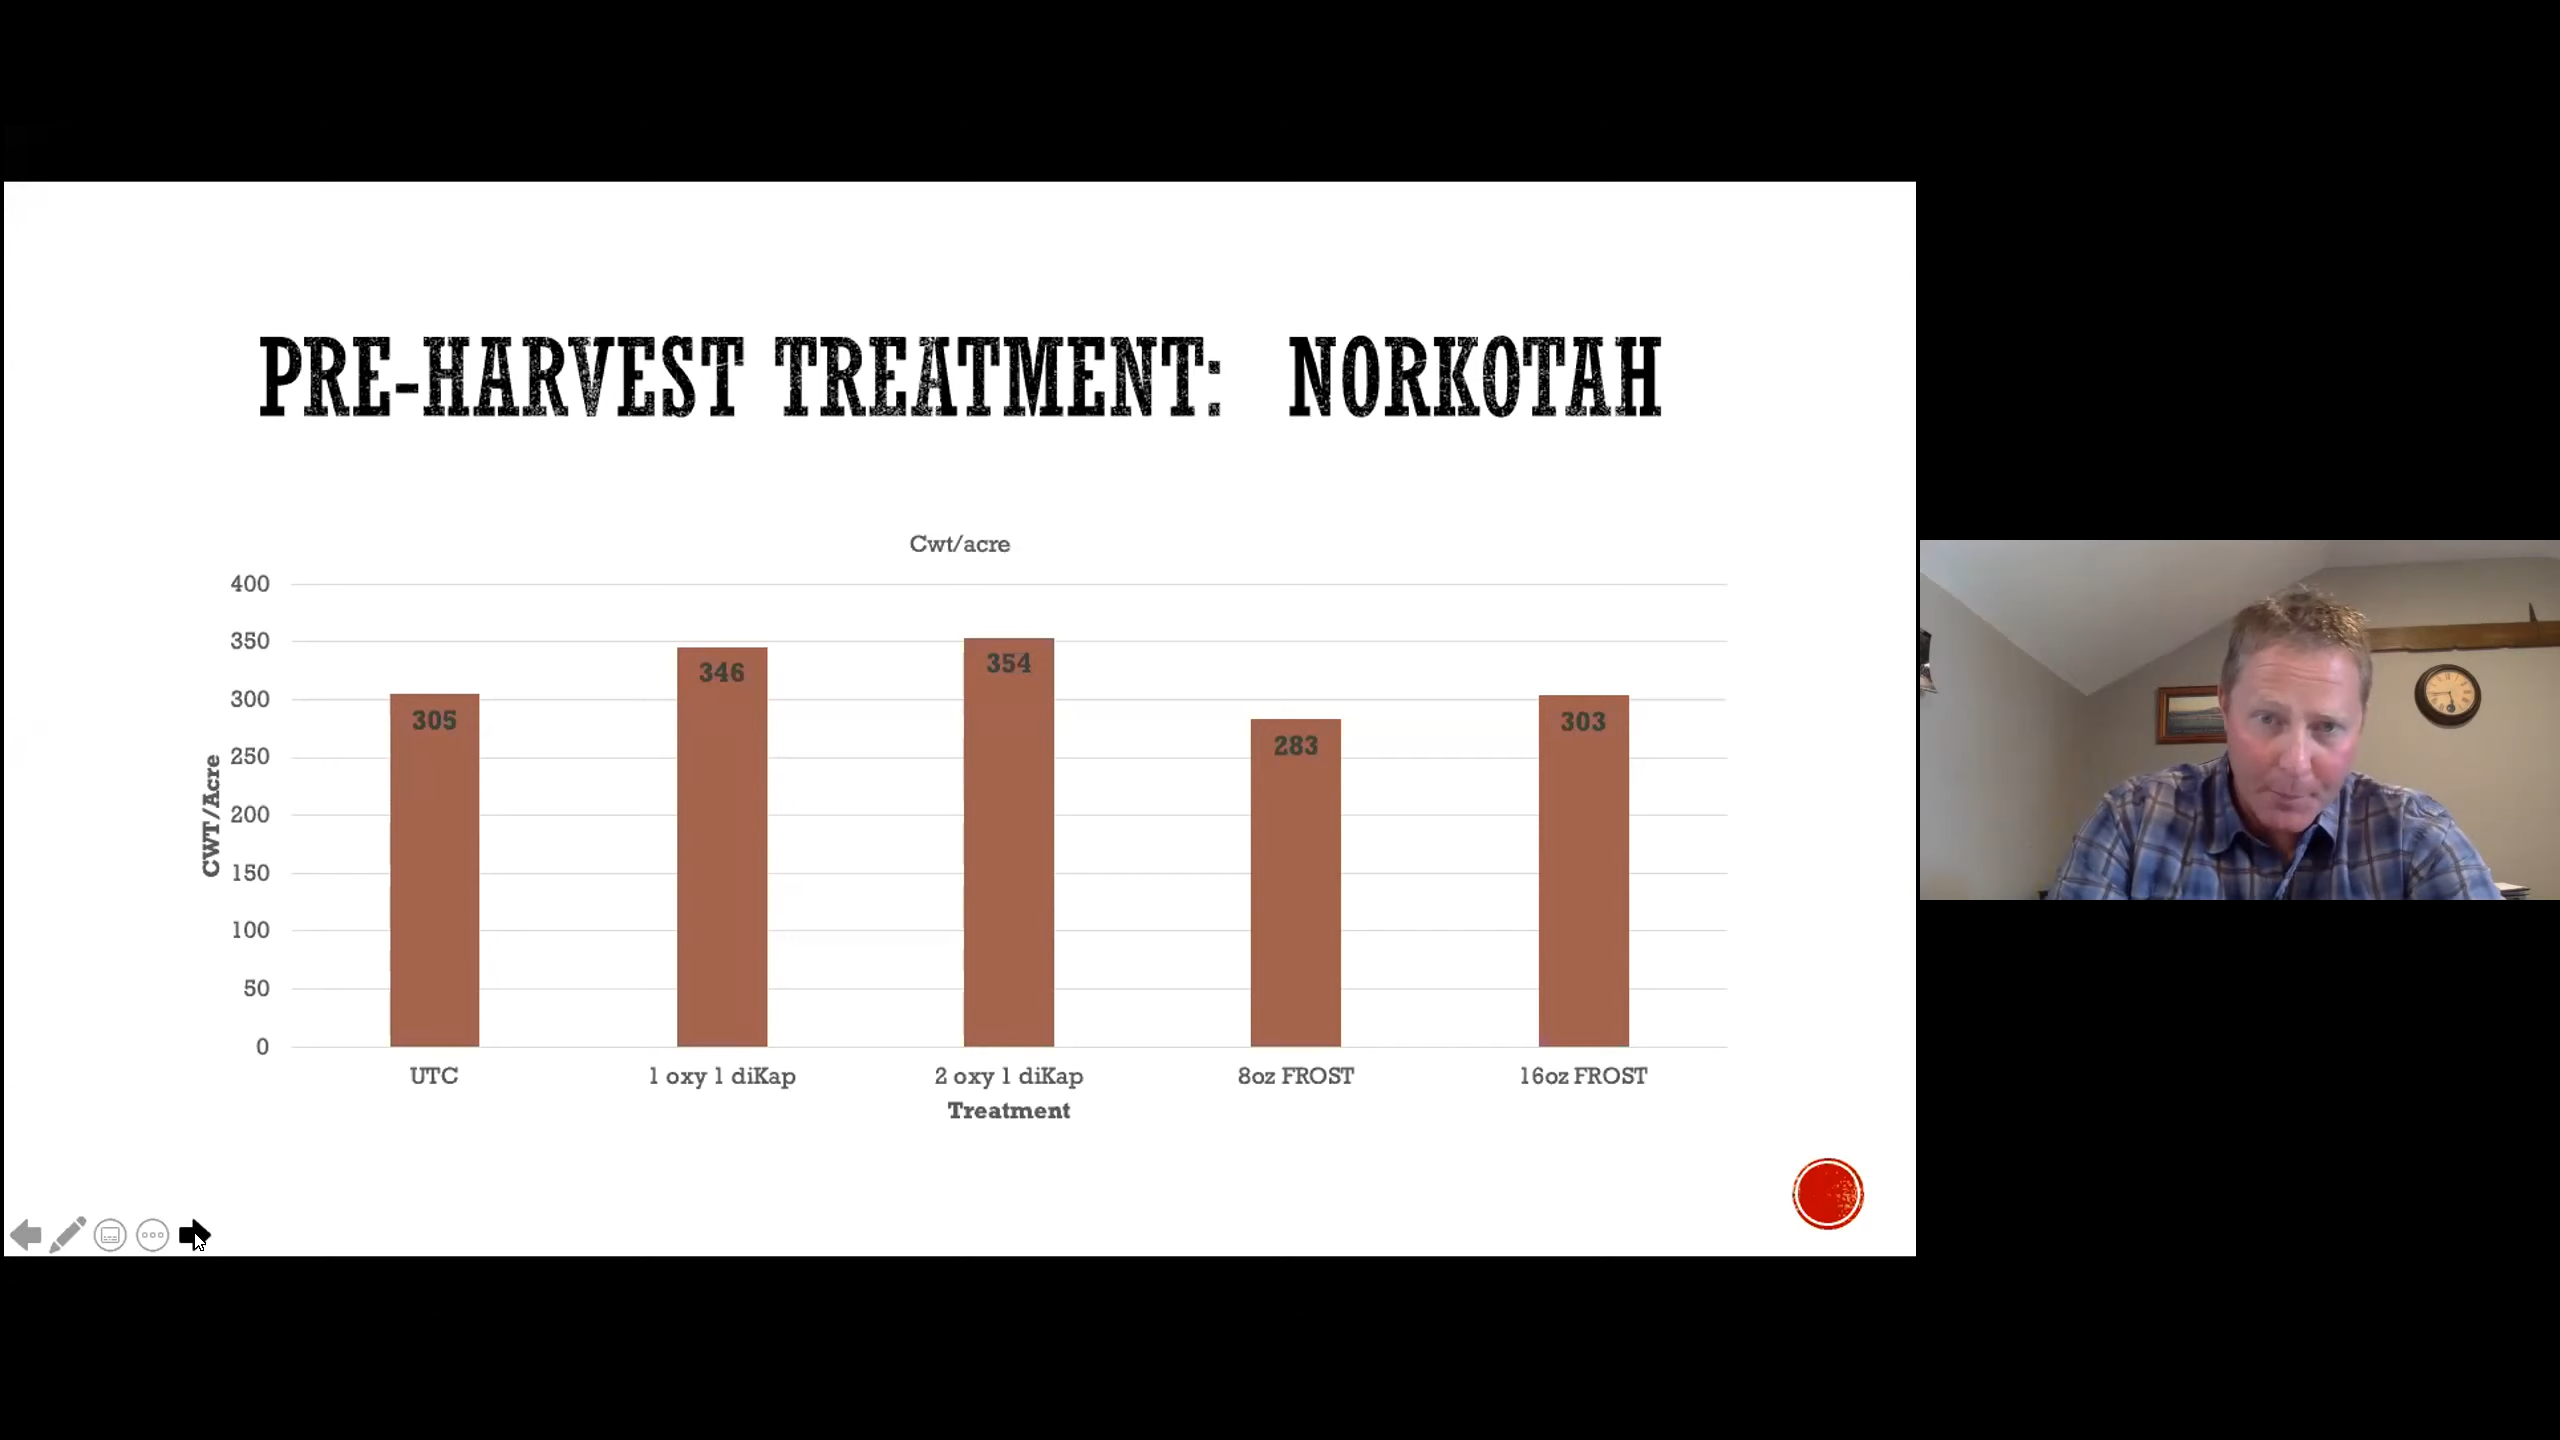 PRE-HARVEST TREATMENT: NORKOTAH
Cwt/acre
400
350
300
250
200
150
100
50
0
CWT/Acre
305
346
354
283
303
UTC
1 oxy 1 diKap
2 oxy 1 diKap
8oz FROST
16oz FROST
Treatment